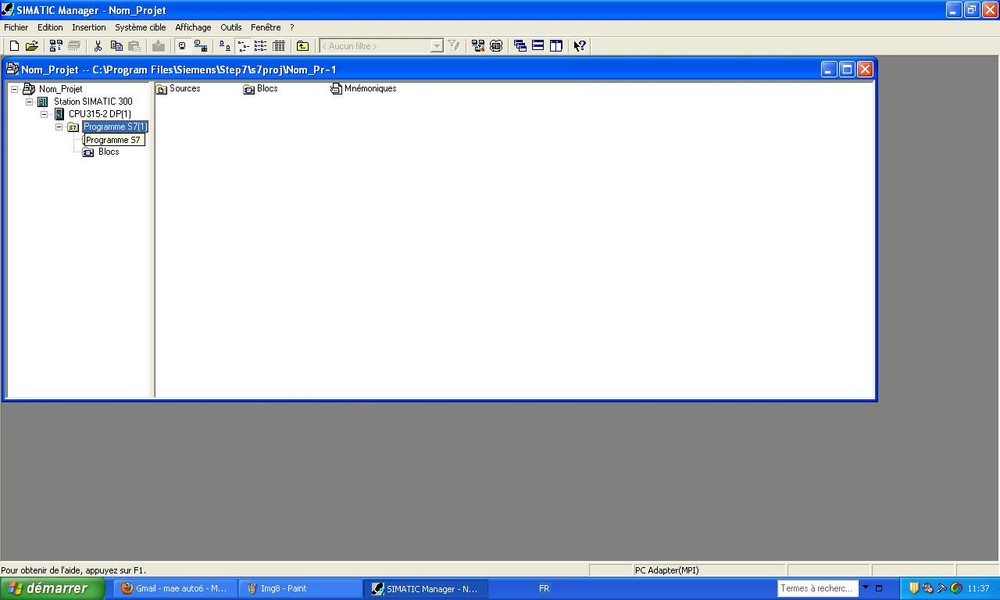 SIMATIC Manager - Nom_Projet
Fichier Edition Insertion Système cible Affichage Outils Fenêtre ?
< Aucun filtre >
Nom_Projet -- C:\Program Files\Siemens\Step7\s7proj\Nom_Pr~1
Nom_Projet
Station SIMATIC 300
CPU315-2 DP(1)
Programme S7(1)
Programme S7
Blocs
Sources Blocs Mnémoniques
Pour obtenir de l'aide, appuyez sur F1. PC Adapter(MPI)
démarrer Gmail - mae auto6 - M... Img8 - Paint SIMATIC Manager - N... FR Termes à recherc... 11:37